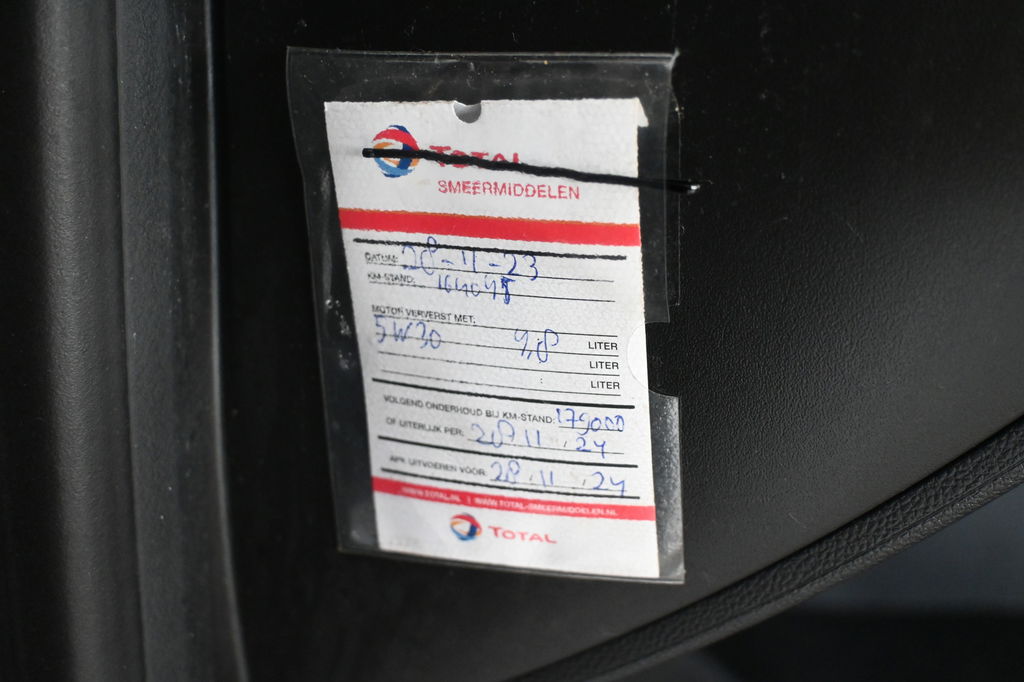 TOTAL
SMEERMIDDELEN
DATUM: 28-11-23
KM-STAND:
MOTOR VERVERST MET:
5W30 9,8 LITER
LITER
LITER
VOLGEND ONDERHOUD BIJ KM-STAND: 179000
OF UITERLIJK PER: 28.11.24
APK UITVOEREN VOOR: 28.11.24
WWW.TOTAL.NL | WWW.TOTAL-SMEERMIDDELEN.NL
TOTAL